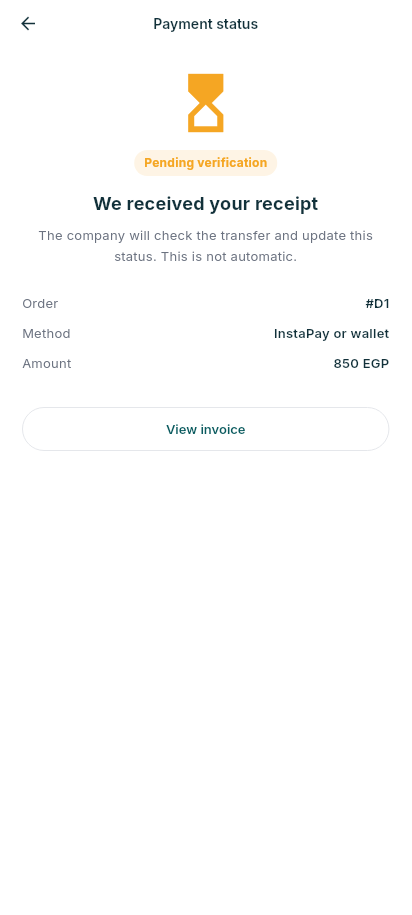 Payment status
Pending verification
We received your receipt
The company will check the transfer and update this
status. This is not automatic.
Order #D1
Method InstaPay or wallet
Amount 850 EGP
View invoice